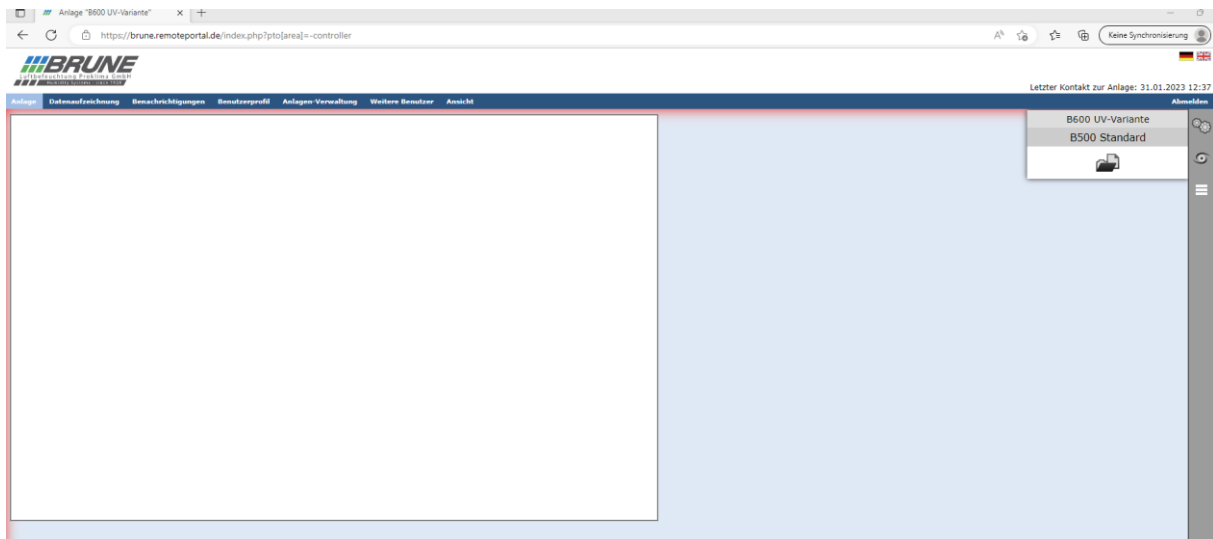 Anlage "B600 UV-Variante"
https://brune.remoteportal.de/index.php?pto[area]=-controller
Keine Synchronisierung
BRUNE
Luftbefeuchtung Proklima GmbH
Letzter Kontakt zur Anlage: 31.01.2023 12:37
Anlage Datenaufzeichnung Benachrichtigungen Benutzerprofil Anlagen-Verwaltung Weitere Benutzer Ansicht Abmelden
B600 UV-Variante
B500 Standard